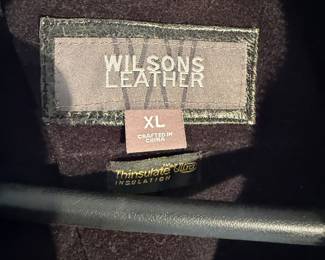 WILSONS
LEATHER
XL
CRAFTED IN
CHINA
Thinsulate Ultra
INSULATION